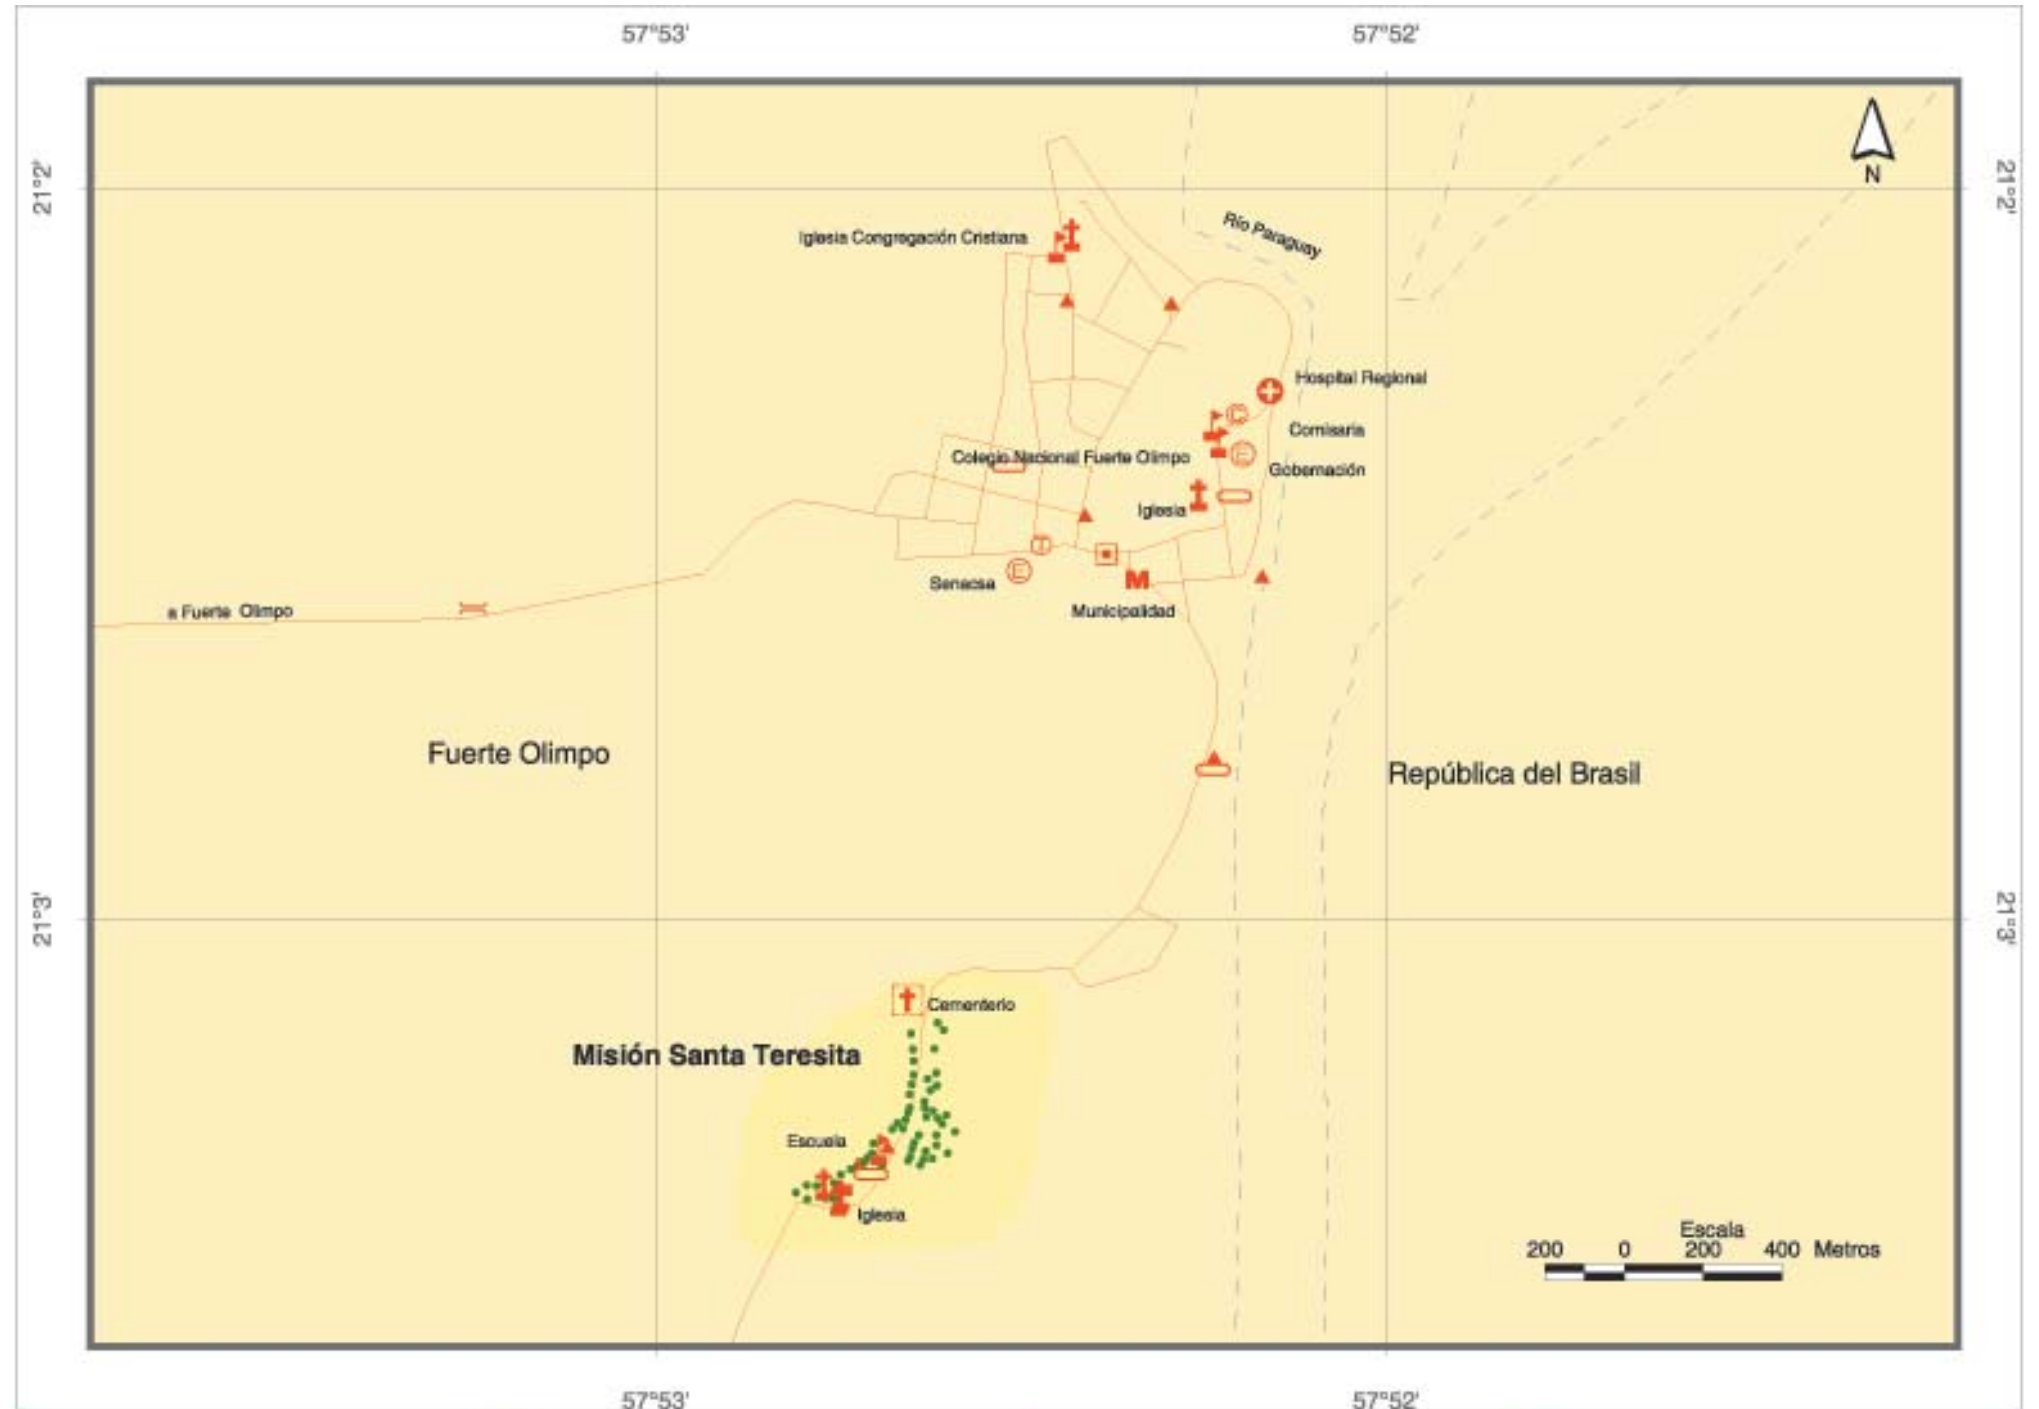 57°53' 57°52'
21°2' 21°2'
N
Río Paraguay
Iglesia Congregación Cristiana
Hospital Regional
C
Comisaria
Colegio Nacional Fuerte Olimpo
E
Gobernación
Iglesia
T
Senacsa
E
M
Municipalidad
a Fuerte Olimpo
Fuerte Olimpo
República del Brasil
21°3' 21°3'
Cementerio
Misión Santa Teresita
Escuela
Iglesia
Escala
200 0 200 400 Metros
57°53' 57°52'